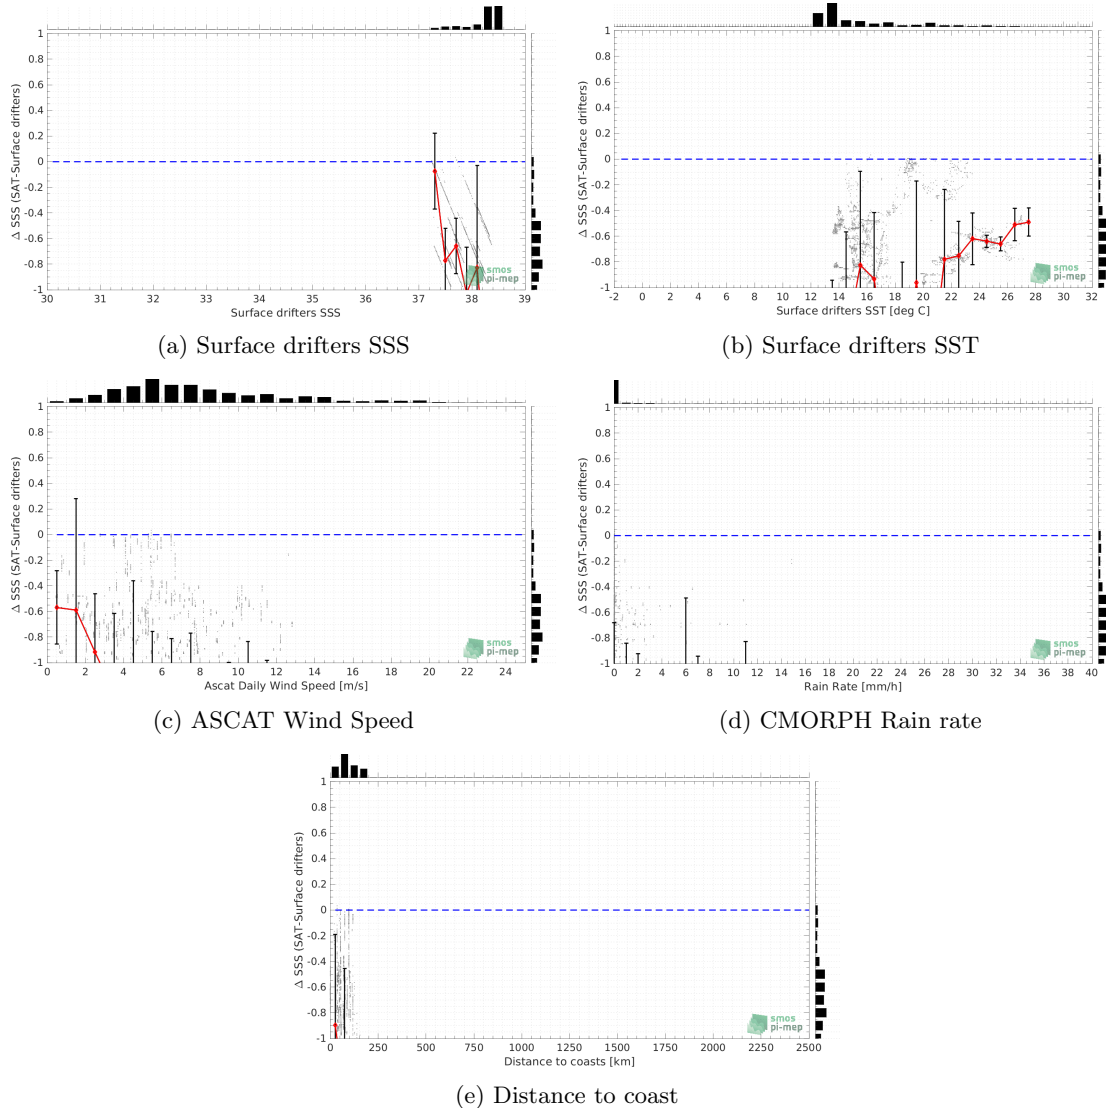 Δ SSS (SAT-Surface drifters)
1
0.8
0.6
0.4
0.2
0
-0.2
-0.4
-0.6
-0.8
-1
30 31 32 33 34 35 36 37 38 39
Surface drifters SSS
smos
pi-mep
(a) Surface drifters SSS
Δ SSS (SAT-Surface drifters)
1
0.8
0.6
0.4
0.2
0
-0.2
-0.4
-0.6
-0.8
-1
-2 0 2 4 6 8 10 12 14 16 18 20 22 24 26 28 30 32
Surface drifters SST [deg C]
smos
pi-mep
(b) Surface drifters SST
Δ SSS (SAT-Surface drifters)
1
0.8
0.6
0.4
0.2
0
-0.2
-0.4
-0.6
-0.8
-1
0 2 4 6 8 10 12 14 16 18 20 22 24
Ascat Daily Wind Speed [m/s]
smos
pi-mep
(c) ASCAT Wind Speed
Δ SSS (SAT-Surface drifters)
1
0.8
0.6
0.4
0.2
0
-0.2
-0.4
-0.6
-0.8
-1
0 2 4 6 8 10 12 14 16 18 20 22 24 26 28 30 32 34 36 38 40
Rain Rate [mm/h]
smos
pi-mep
(d) CMORPH Rain rate
Δ SSS (SAT-Surface drifters)
1
0.8
0.6
0.4
0.2
0
-0.2
-0.4
-0.6
-0.8
-1
0 250 500 750 1000 1250 1500 1750 2000 2250 2500
Distance to coasts [km]
smos
pi-mep
(e) Distance to coast